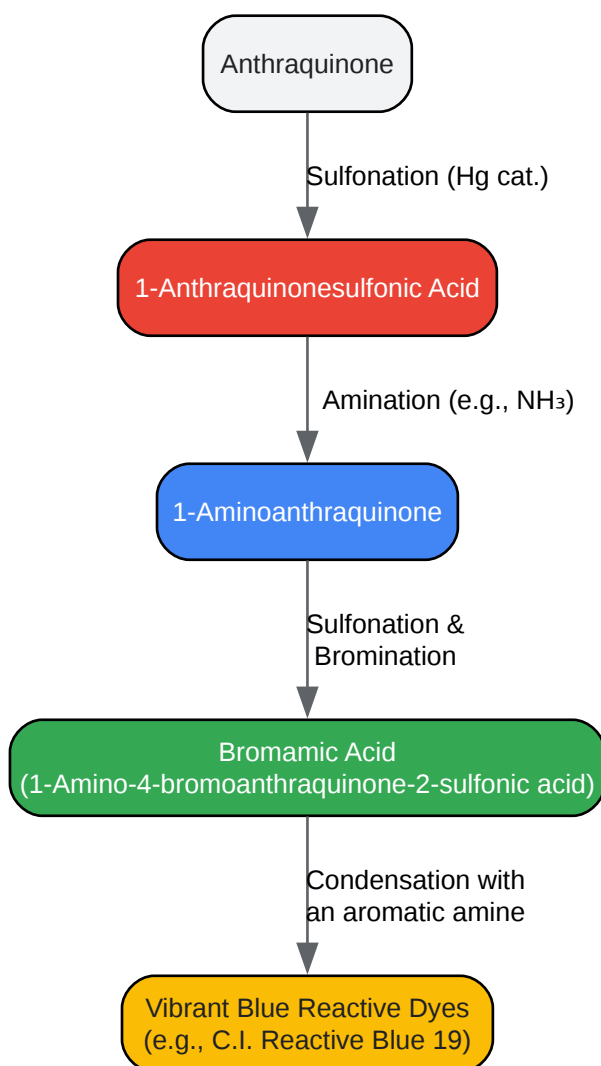 Anthraquinone
Sulfonation (Hg cat.)
1-Anthraquinonesulfonic Acid
Amination (e.g., NH₃)
1-Aminoanthraquinone
Sulfonation &
Bromination
Bromamic Acid
(1-Amino-4-bromoanthraquinone-2-sulfonic acid)
Condensation with
an aromatic amine
Vibrant Blue Reactive Dyes
(e.g., C.I. Reactive Blue 19)